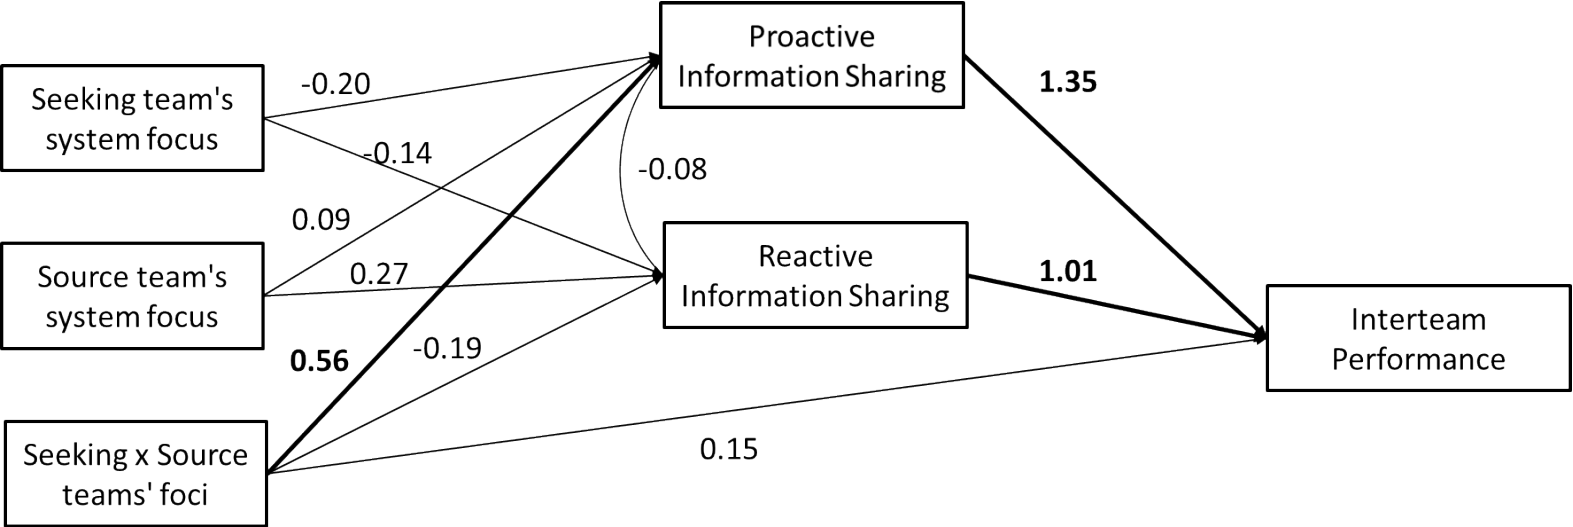 Proactive
Information Sharing
1.35
-0.20
Seeking team's
system focus
-0.14
-0.08
0.09
Reactive
Information Sharing
1.01
Source team's
system focus
0.27
Interteam
Performance
0.56
-0.19
Seeking x Source
teams' foci
0.15